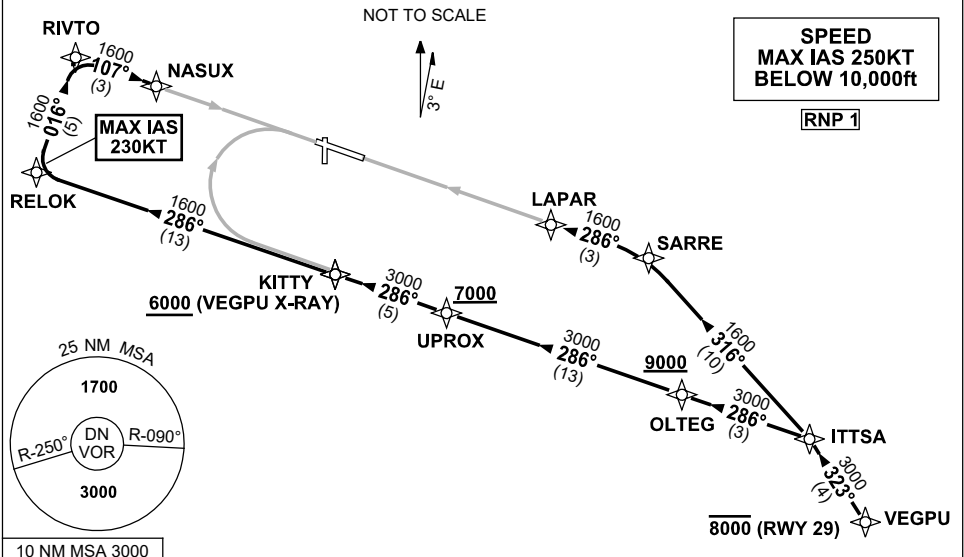 NOT TO SCALE
3° E
SPEED
MAX IAS 250KT
BELOW 10,000ft
RNP 1
RIVTO
1600
107°
(3)
NASUX
1600
016°
(5)
MAX IAS
230KT
RELOK
1600
286°
(13)
LAPAR
1600
286°
(3)
SARRE
KITTY
6000 (VEGPU X-RAY)
3000
286°
(5)
7000
UPROX
3000
286°
(13)
1600
316°
(10)
9000
OLTEG
3000
286°
(3)
ITTSA
3000
323°
(4)
8000 (RWY 29)
VEGPU
25 NM MSA
1700
R-250°
DN
VOR
R-090°
3000
10 NM MSA 3000